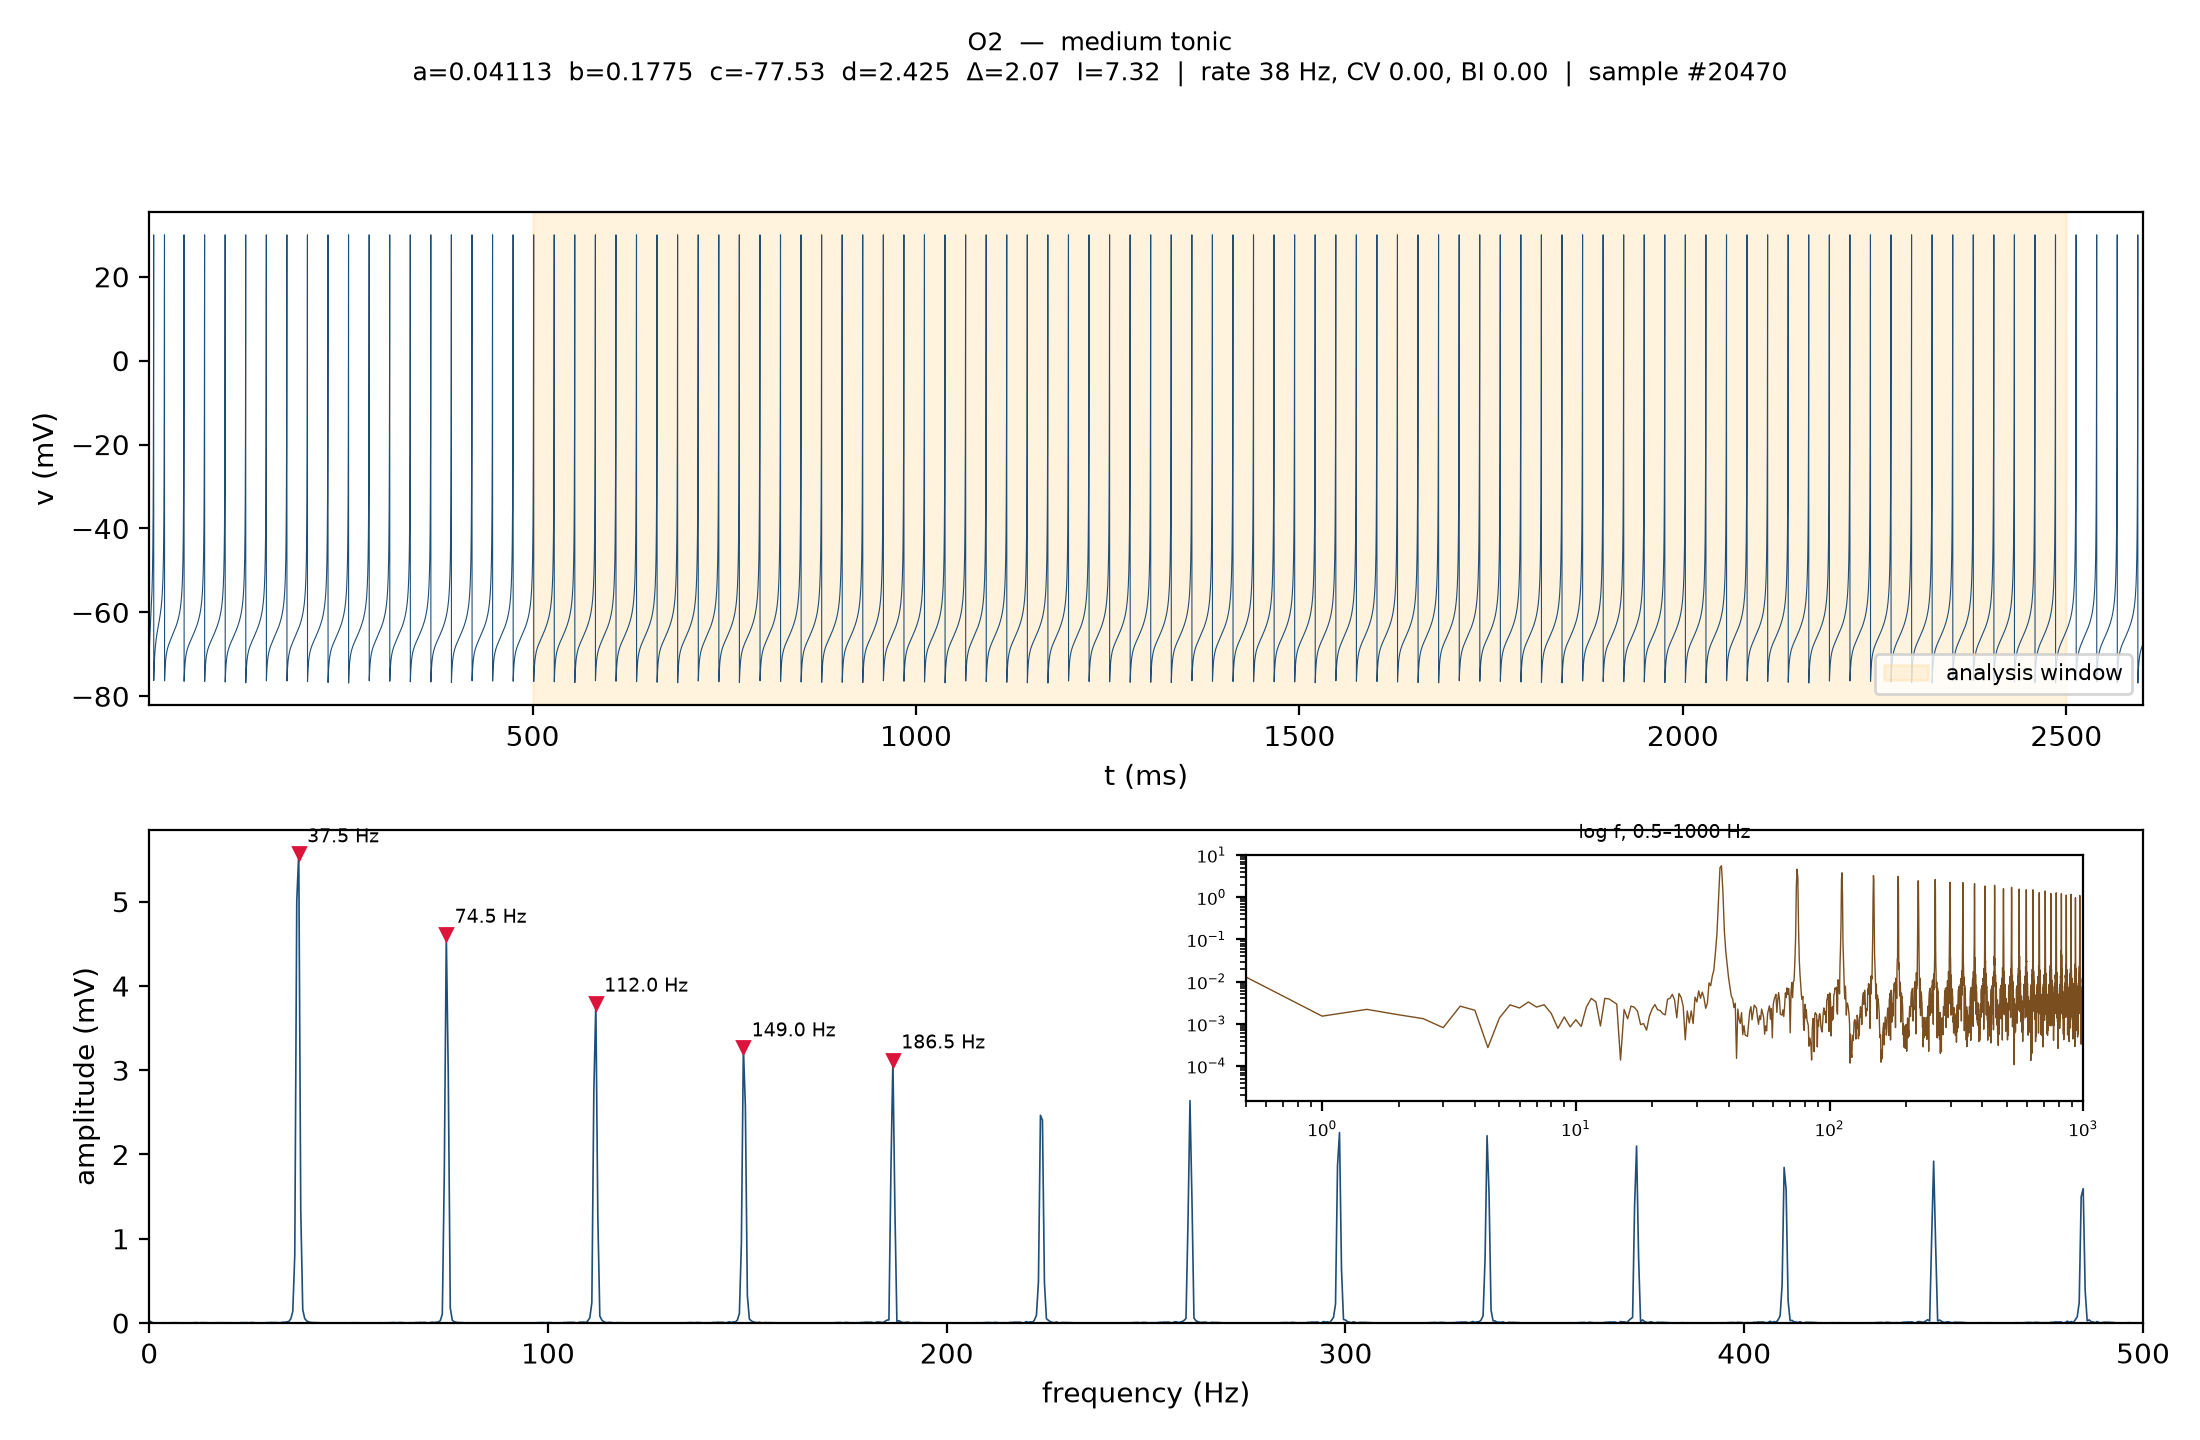 O2 — medium tonic
a=0.04113 b=0.1775 c=-77.53 d=2.425 Δ=2.07 I=7.32 | rate 38 Hz, CV 0.00, BI 0.00 | sample #20470
v (mV)
20
0
−20
−40
−60
−80
analysis window
500
1000
1500
2000
2500
t (ms)
amplitude (mV)
5
4
3
2
1
0
37.5 Hz
74.5 Hz
112.0 Hz
149.0 Hz
186.5 Hz
log f, 0.5–1000 Hz
10¹
10⁰
10⁻¹
10⁻²
10⁻³
10⁻⁴
10⁰
10¹
10²
10³
0
100
200
300
400
500
frequency (Hz)